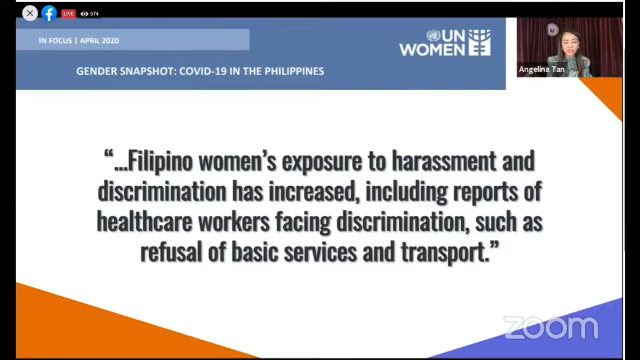 LIVE 574
IN FOCUS | APRIL 2020
UN
WOMEN
GENDER SNAPSHOT: COVID-19 IN THE PHILIPPINES
Angelina Tan
“...Filipino women’s exposure to harassment and
discrimination has increased, including reports of
healthcare workers facing discrimination, such as
refusal of basic services and transport.”
zoom